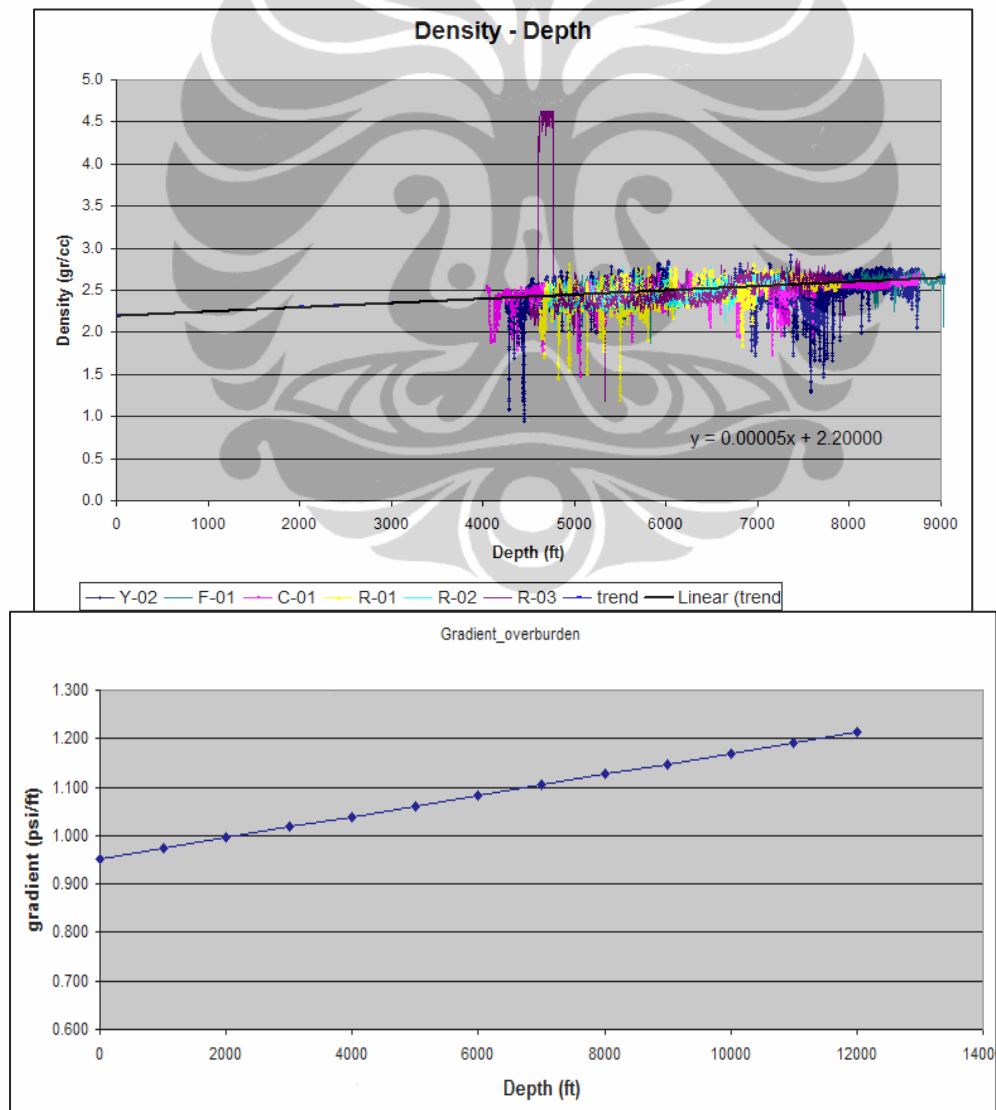 Density - Depth
5.0
4.5
4.0
3.5
3.0
2.5
2.0
1.5
1.0
0.5
0.0
Density (gr/cc)
y = 0.00005x + 2.20000
0 1000 2000 3000 4000 5000 6000 7000 8000 9000
Depth (ft)
Y-02 F-01 C-01 R-01 R-02 R-03 trend Linear (trend
Gradient_overburden
1.300
1.200
1.100
1.000
0.900
0.800
0.700
0.600
gradient (psi/ft)
0 2000 4000 6000 8000 10000 12000 1400
Depth (ft)